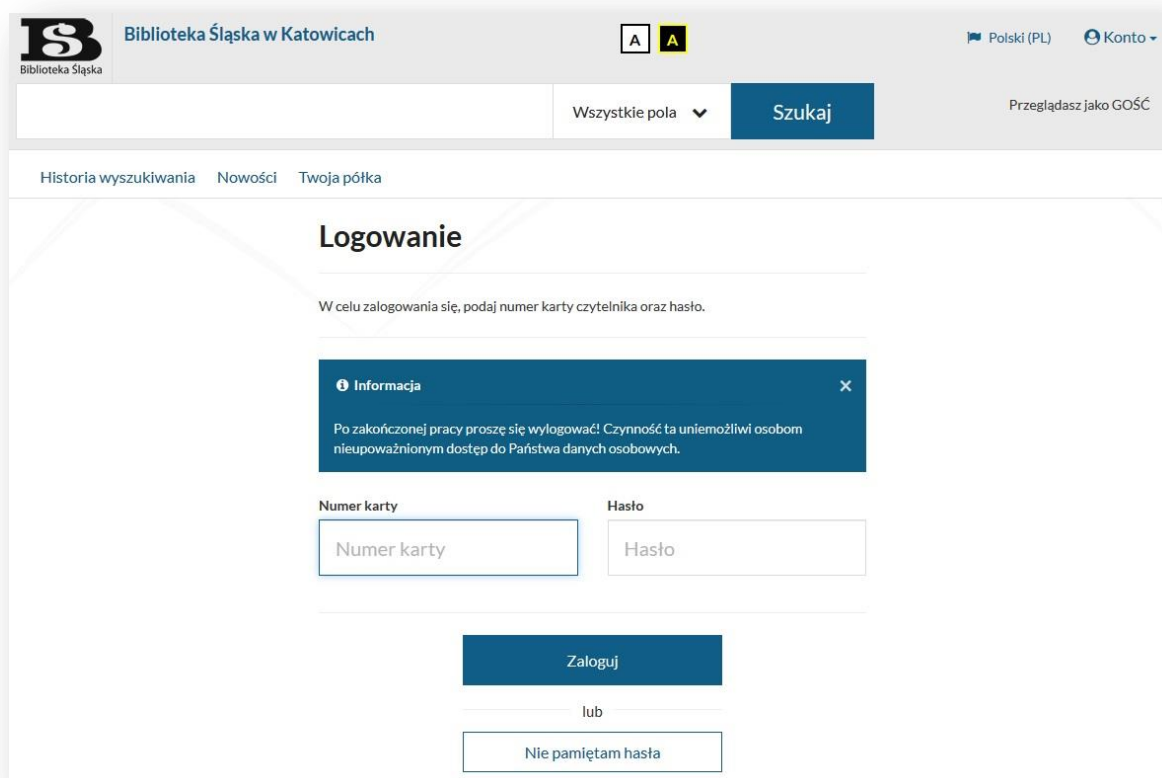 BS
Biblioteka Śląska
Biblioteka Śląska w Katowicach
A A
Polski (PL) Konto
Wszystkie pola Szukaj
Przeglądasz jako GOŚĆ
Historia wyszukiwania Nowości Twoja półka
Logowanie
W celu zalogowania się, podaj numer karty czytelnika oraz hasło.
Informacja
Po zakończonej pracy proszę się wylogować! Czynność ta uniemożliwi osobom
nieupoważnionym dostęp do Państwa danych osobowych.
Numer karty Hasło
Numer karty Hasło
Zaloguj
lub
Nie pamiętam hasła